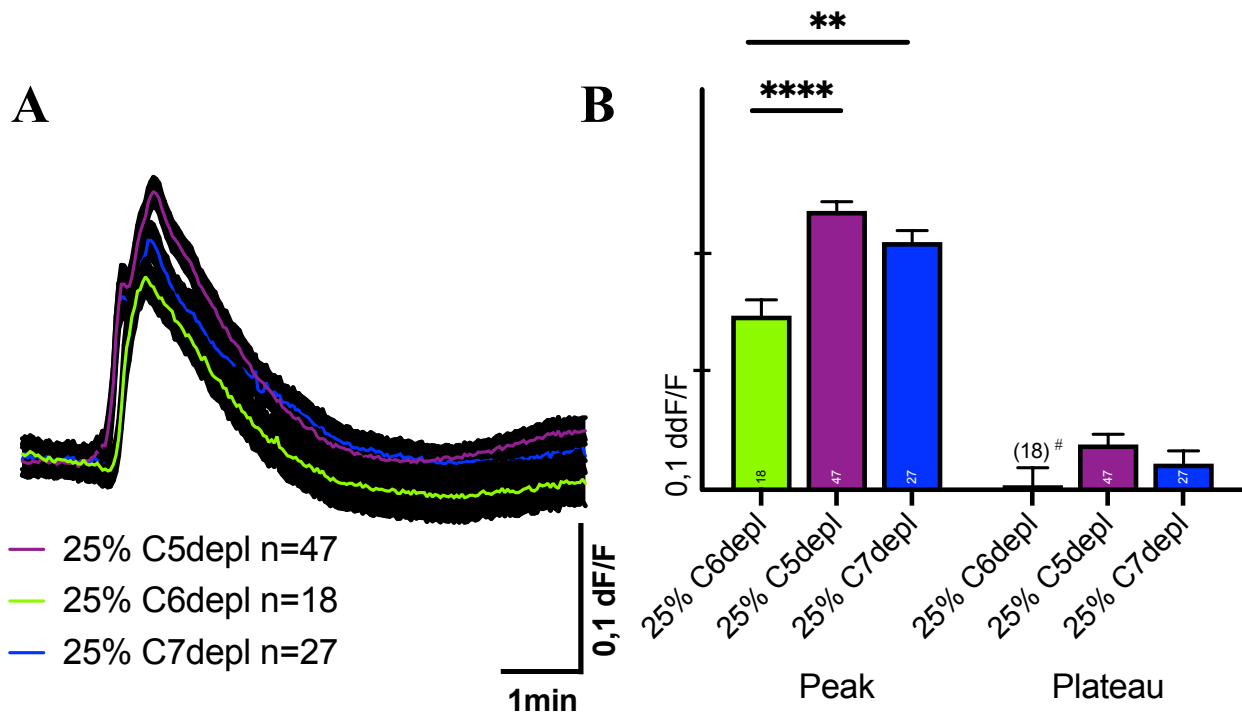 A
25% C5depl n=47
25% C6depl n=18
25% C7depl n=27
0,1 dF/F
1min
B
**
****
0,1 ddF/F
18
47
27
(18) #
47
27
25% C6depl
25% C5depl
25% C7depl
25% C6depl
25% C5depl
25% C7depl
Peak
Plateau